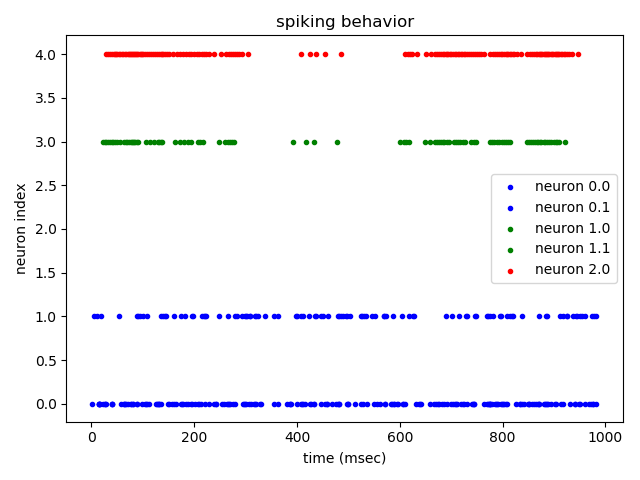 spiking behavior
4.0
3.5
3.0
2.5
2.0
1.5
1.0
0.5
0.0
neuron index
neuron 0.0
neuron 0.1
neuron 1.0
neuron 1.1
neuron 2.0
0 200 400 600 800 1000
time (msec)